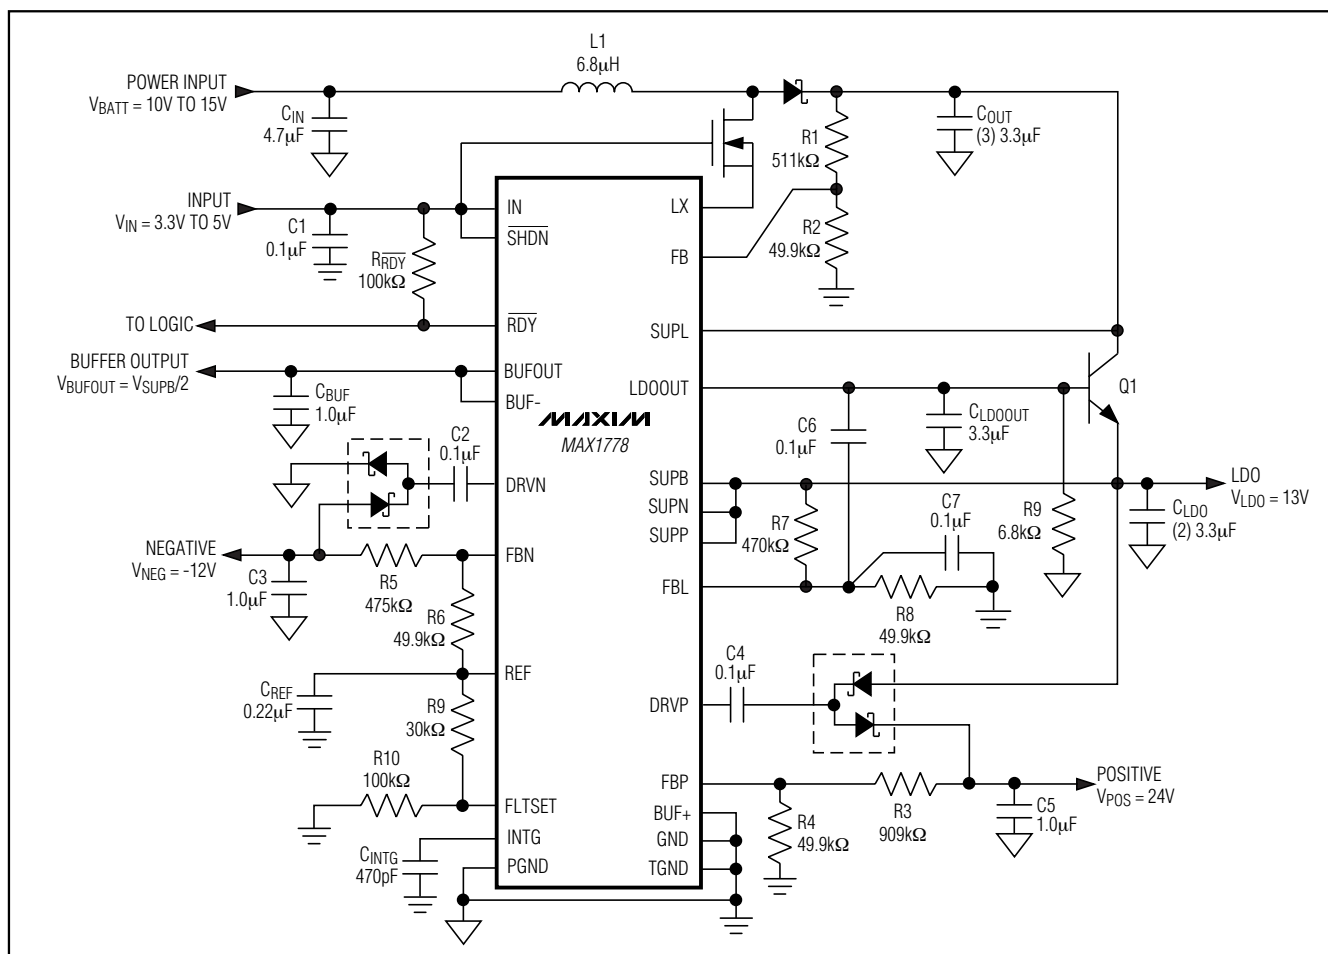 L1
6.8µH
POWER INPUT
VBATT = 10V TO 15V
CIN
4.7µF
R1
511kΩ
COUT
(3) 3.3µF
INPUT
VIN = 3.3V TO 5V
C1
0.1µF
RRDY
100kΩ
IN
SHDN
LX
FB
R2
49.9kΩ
TO LOGIC
RDY
SUPL
BUFFER OUTPUT
VBUFOUT = VSUPB/2
BUFOUT
BUF-
CBUF
1.0µF
LDOOUT
Q1
MAXIM
MAX1778
C6
0.1µF
CLDOOUT
3.3µF
C2
0.1µF
DRVN
SUPB
SUPN
SUPP
R7
470kΩ
C7
0.1µF
R9
6.8kΩ
LDO
VLDO = 13V
CLDO
(2) 3.3µF
NEGATIVE
VNEG = -12V
C3
1.0µF
R5
475kΩ
FBN
R6
49.9kΩ
FBL
R8
49.9kΩ
REF
CREF
0.22µF
R9
30kΩ
C4
0.1µF
DRVP
R10
100kΩ
FLTSET
FBP
R3
909kΩ
POSITIVE
VPOS = 24V
C5
1.0µF
R4
49.9kΩ
INTG
CINTG
470pF
PGND
BUF+
GND
TGND